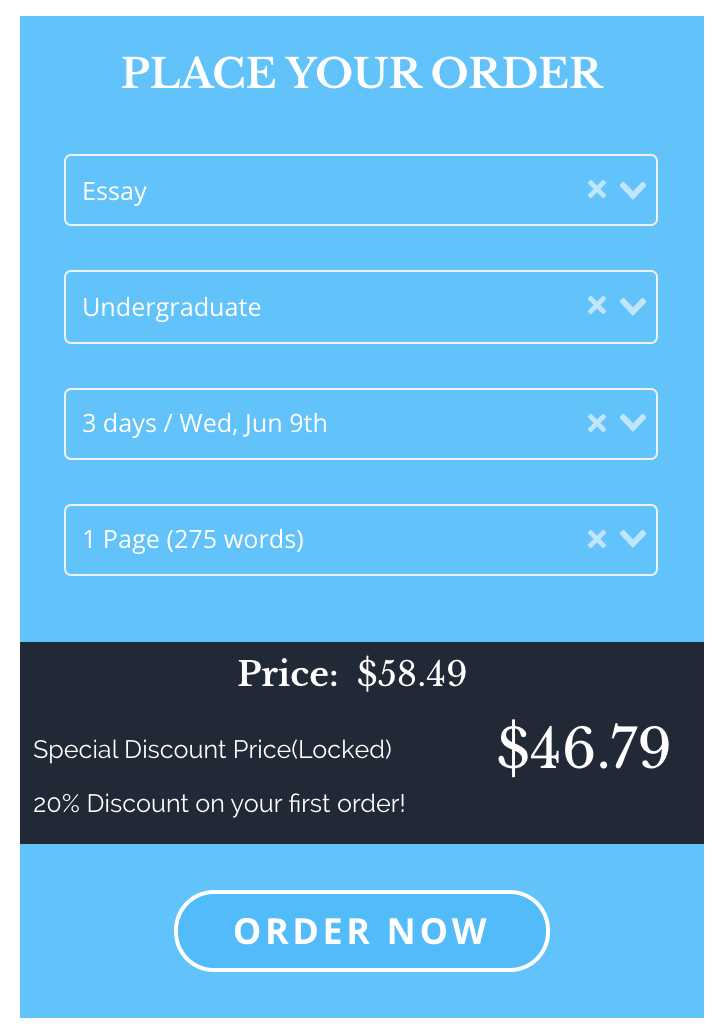 PLACE YOUR ORDER
Essay
Undergraduate
3 days / Wed, Jun 9th
1 Page (275 words)
Price: $58.49
Special Discount Price(Locked) $46.79
20% Discount on your first order!
ORDER NOW